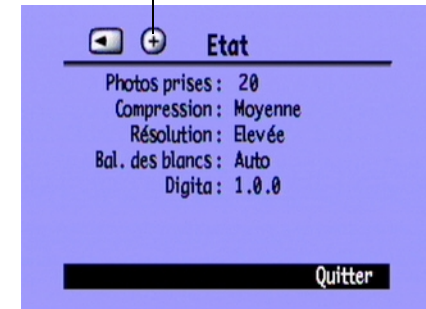 Etat
Photos prises : 20
Compression : Moyenne
Résolution : Elevée
Bal. des blancs : Auto
Digita : 1.0.0
Quitter